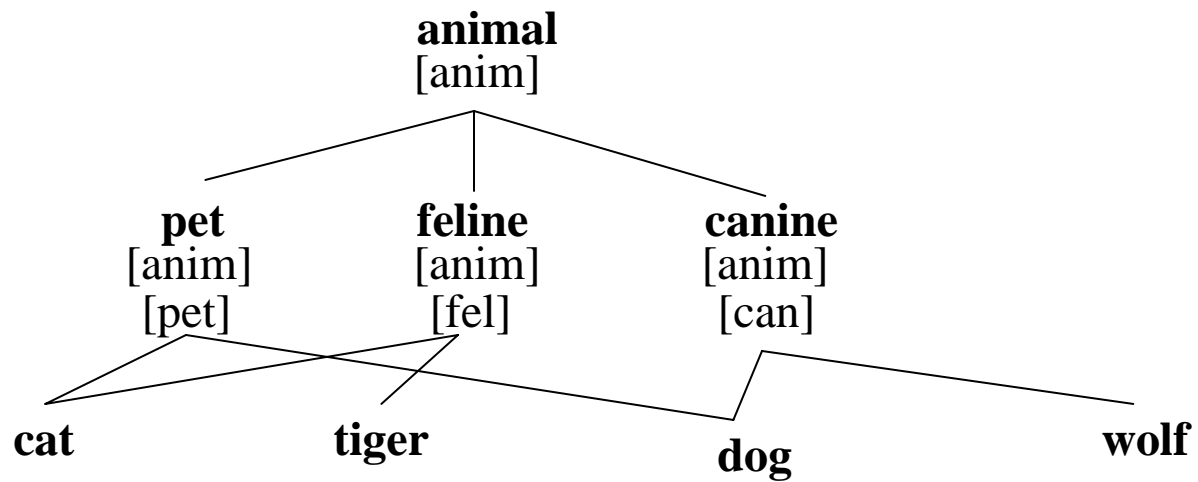 animal
[anim]
pet
feline
canine
[anim]
[anim]
[anim]
[pet]
[fel]
[can]
cat
tiger
dog
wolf